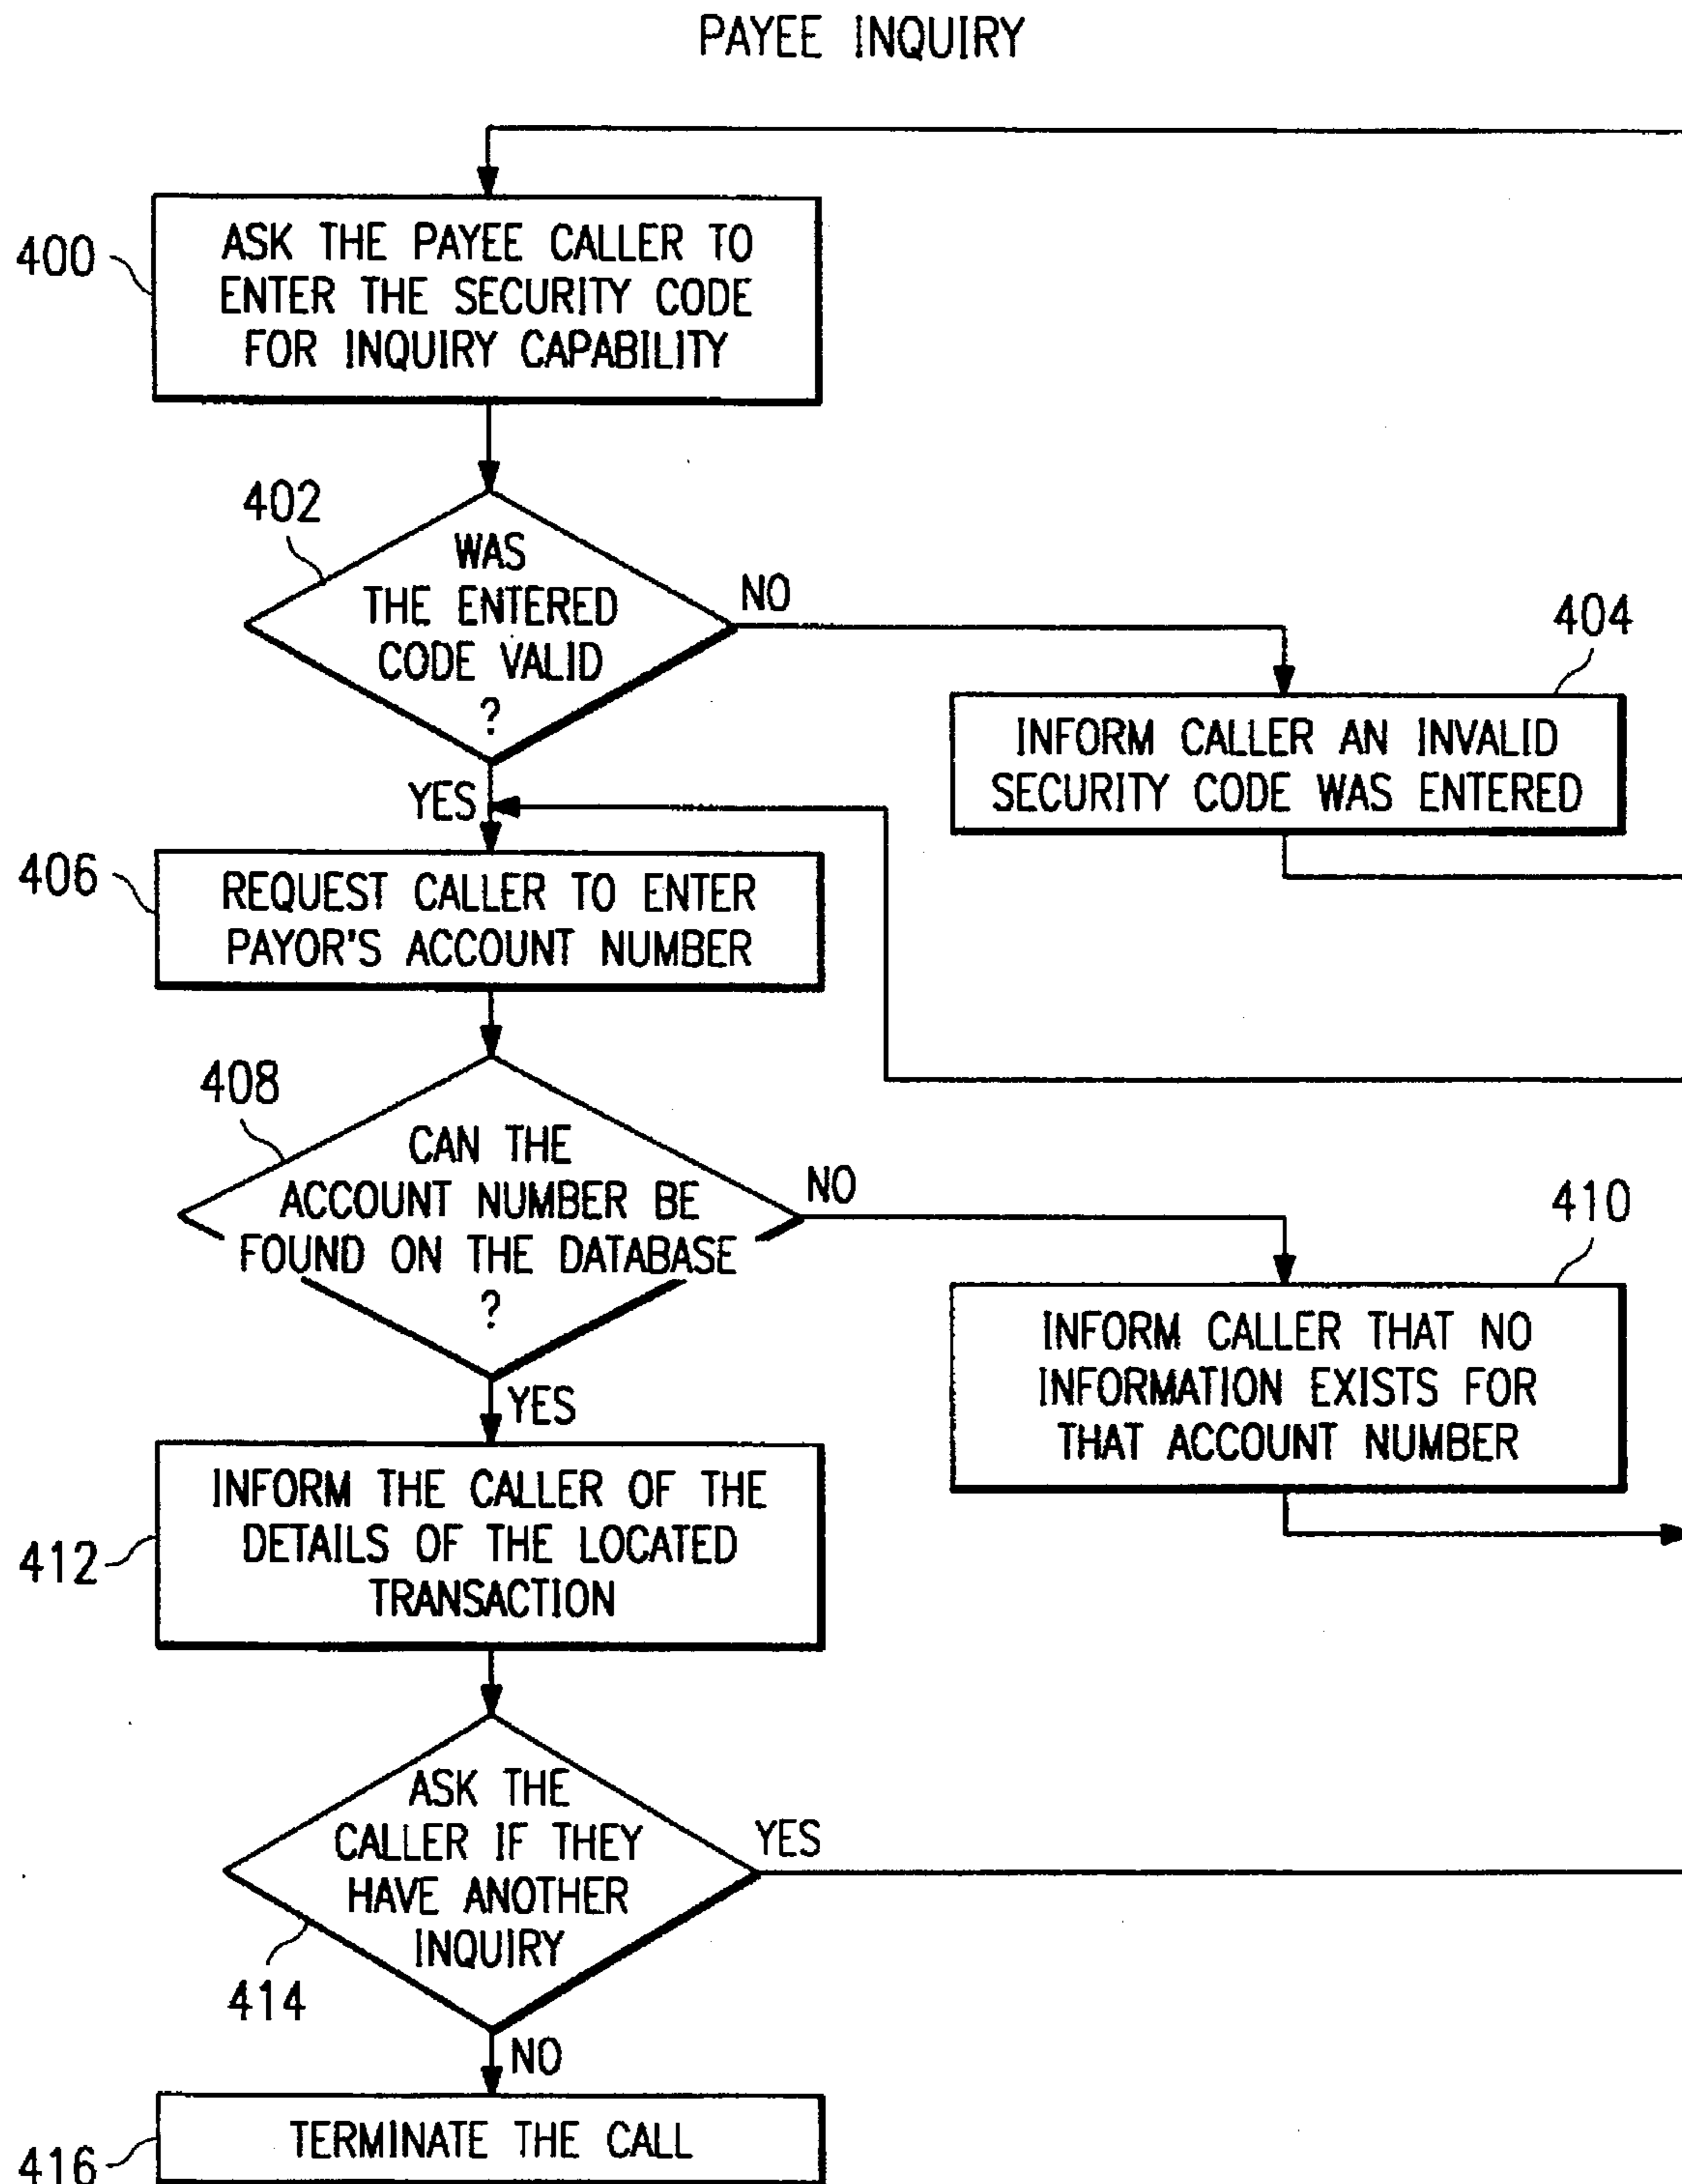 PAYEE INQUIRY
400
ASK THE PAYEE CALLER TO
ENTER THE SECURITY CODE
FOR INQUIRY CAPABILITY
402
WAS
THE ENTERED
CODE VALID
?
NO
YES
404
INFORM CALLER AN INVALID
SECURITY CODE WAS ENTERED
406
REQUEST CALLER TO ENTER
PAYOR'S ACCOUNT NUMBER
408
CAN THE
ACCOUNT NUMBER BE
FOUND ON THE DATABASE
?
NO
YES
410
INFORM CALLER THAT NO
INFORMATION EXISTS FOR
THAT ACCOUNT NUMBER
412
INFORM THE CALLER OF THE
DETAILS OF THE LOCATED
TRANSACTION
414
ASK THE
CALLER IF THEY
HAVE ANOTHER
INQUIRY
YES
NO
416
TERMINATE THE CALL